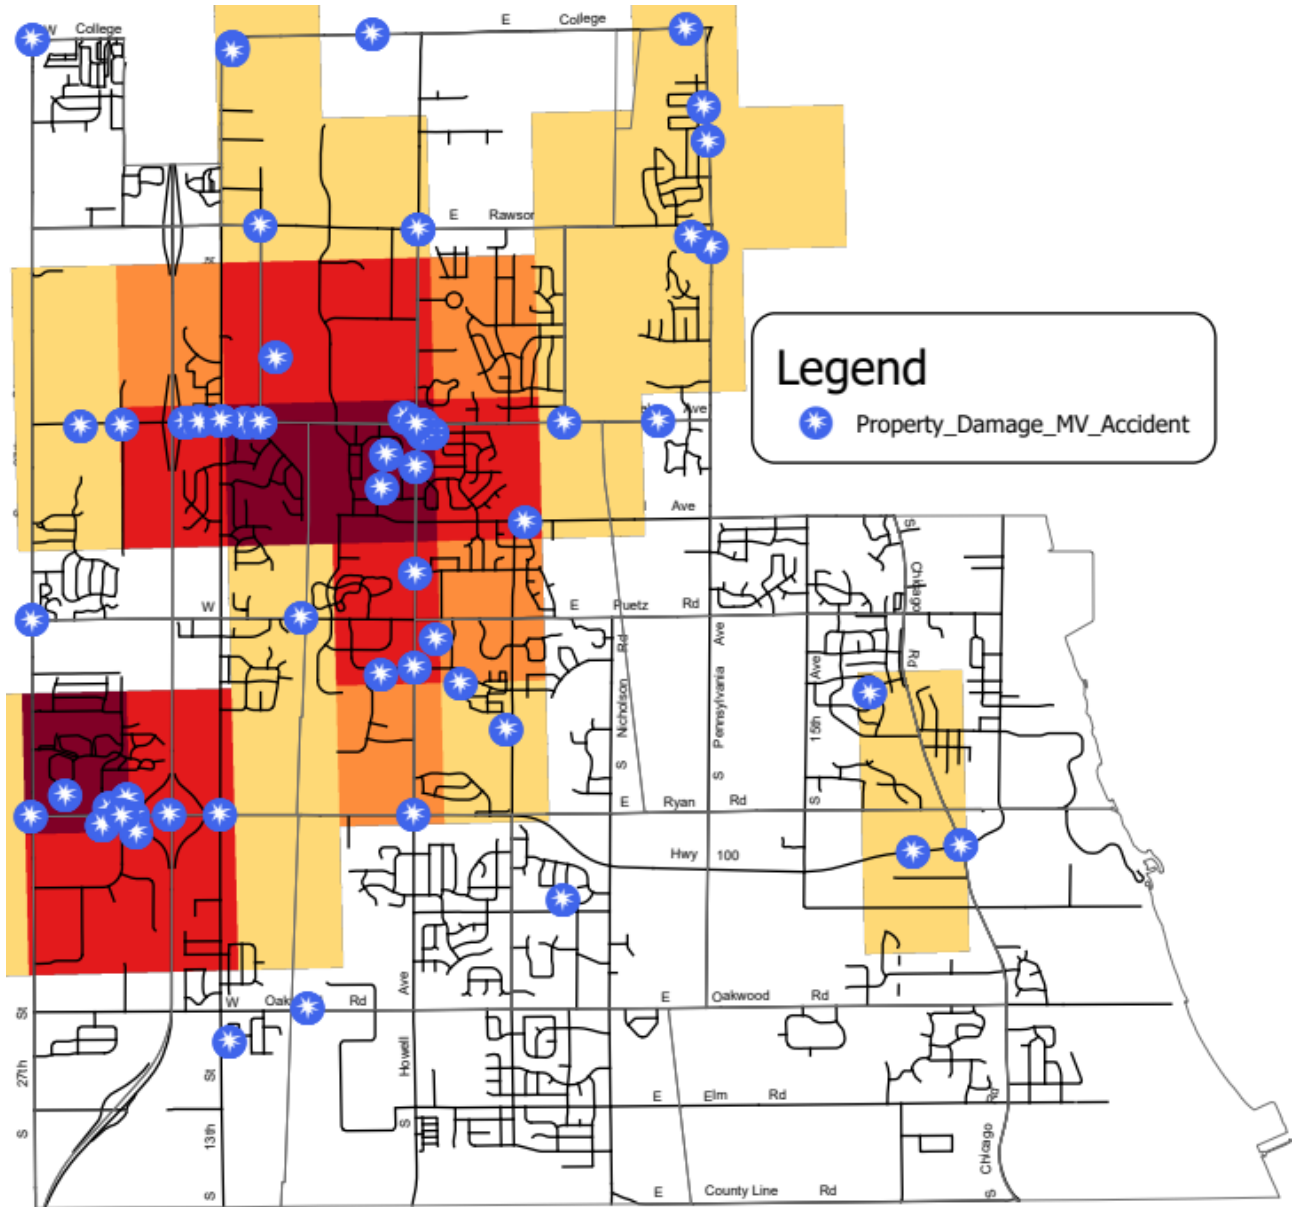 W College
E College
E Rawson
Legend
Property_Damage_MV_Accident
Ave
Ave
S
Chicago
Rd
W
E Puetz Rd
S Nicholson Rd
S Pennsylvania Ave
S 15th Ave
E Ryan Rd
Hwy 100
W Rd
E Oakwood Rd
S 27th St
S 13th St
S Howell Ave
E Elm Rd
S Chicago Rd
E County Line Rd